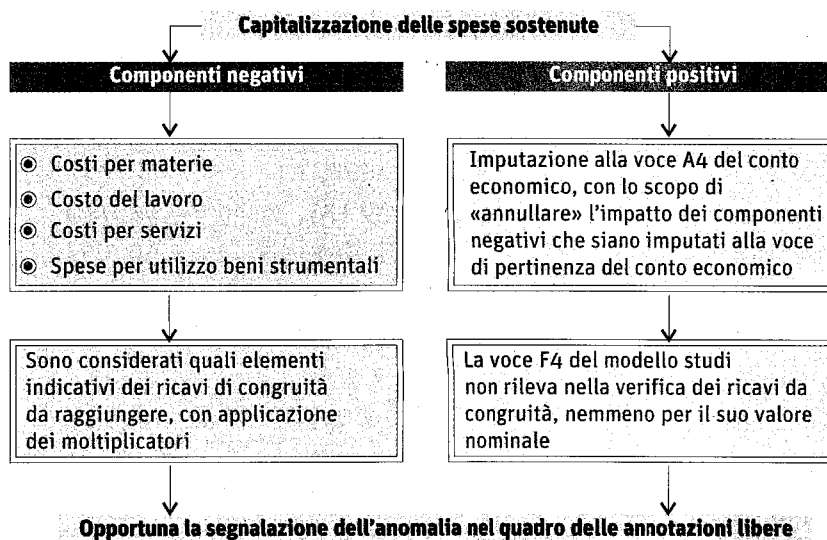 Capitalizzazione delle spese sostenute
Componenti negativi
Costi per materie
Costo del lavoro
Costi per servizi
Spese per utilizzo beni strumentali
Sono considerati quali elementi
indicativi dei ricavi di congruità
da raggiungere, con applicazione
dei moltiplicatori
Componenti positivi
Imputazione alla voce A4 del conto
economico, con lo scopo di
«annullare» l'impatto dei componenti
negativi che siano imputati alla voce
di pertinenza del conto economico
La voce F4 del modello studi
non rileva nella verifica dei ricavi da
congruità, nemmeno per il suo valore
nominale
Opportuna la segnalazione dell'anomalia nel quadro delle annotazioni libere